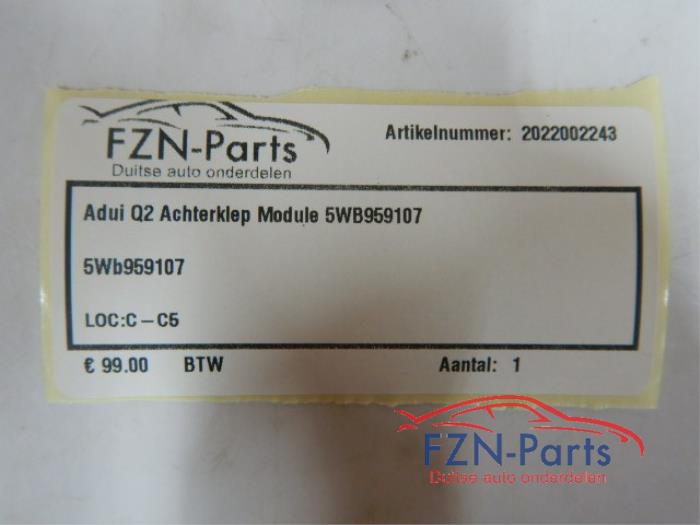 FZN-Parts
Duitse auto onderdelen
Artikelnummer: 2022002243
Adui Q2 Achterklep Module 5WB959107
5Wb959107
LOC:C-C5
€ 99.00 BTW Aantal: 1
FZN-Parts
Duitse auto onderdelen